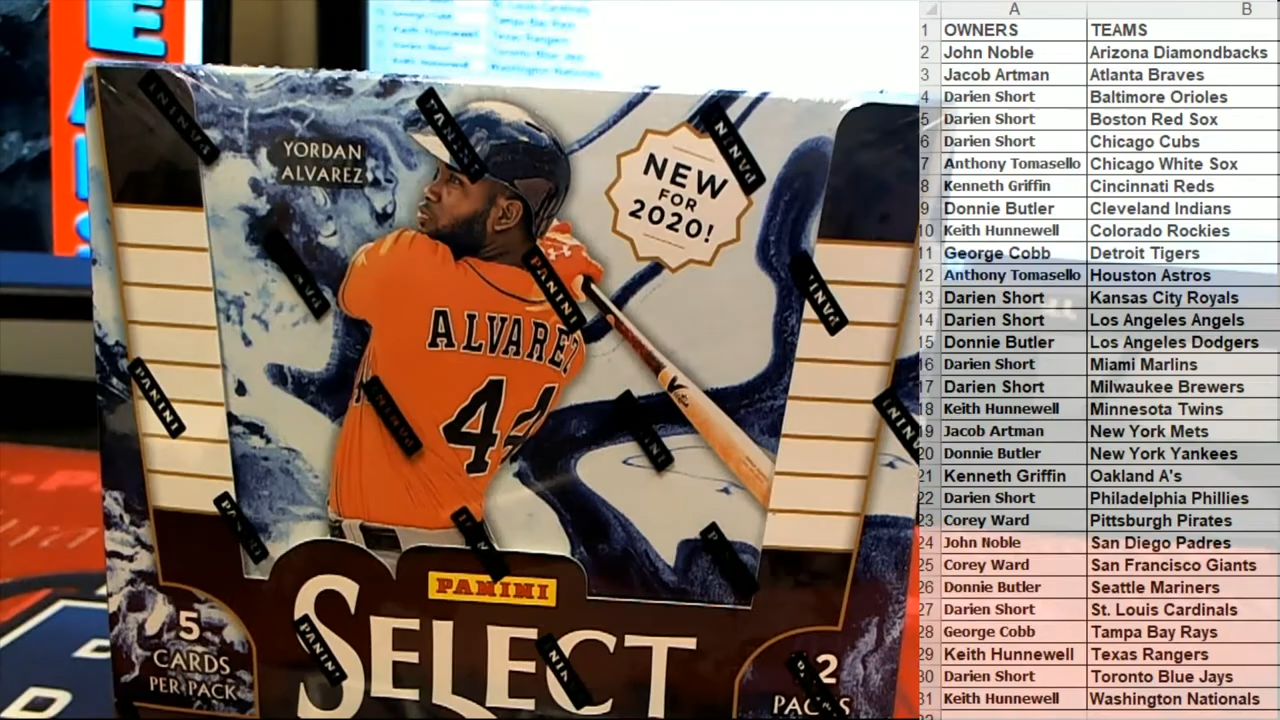 YORDAN
ALVAREZ
NEW
FOR
2020!
ALVAREZ
44
PANINI
SELECT
5
CARDS
PER PACK
PANINI
PANINI
PANINI
PANINI
PANINI
PANINI
PANINI
A B
1 OWNERS TEAMS
2 John Noble Arizona Diamondbacks
3 Jacob Artman Atlanta Braves
4 Darien Short Baltimore Orioles
5 Darien Short Boston Red Sox
6 Darien Short Chicago Cubs
7 Anthony Tomasello Chicago White Sox
8 Kenneth Griffin Cincinnati Reds
9 Donnie Butler Cleveland Indians
10 Keith Hunnewell Colorado Rockies
11 George Cobb Detroit Tigers
12 Anthony Tomasello Houston Astros
13 Darien Short Kansas City Royals
14 Darien Short Los Angeles Angels
15 Donnie Butler Los Angeles Dodgers
16 Darien Short Miami Marlins
17 Darien Short Milwaukee Brewers
18 Keith Hunnewell Minnesota Twins
19 Jacob Artman New York Mets
20 Donnie Butler New York Yankees
21 Kenneth Griffin Oakland A's
22 Darien Short Philadelphia Phillies
23 Corey Ward Pittsburgh Pirates
24 John Noble San Diego Padres
25 Corey Ward San Francisco Giants
26 Donnie Butler Seattle Mariners
27 Darien Short St. Louis Cardinals
28 George Cobb Tampa Bay Rays
29 Keith Hunnewell Texas Rangers
30 Darien Short Toronto Blue Jays
31 Keith Hunnewell Washington Nationals